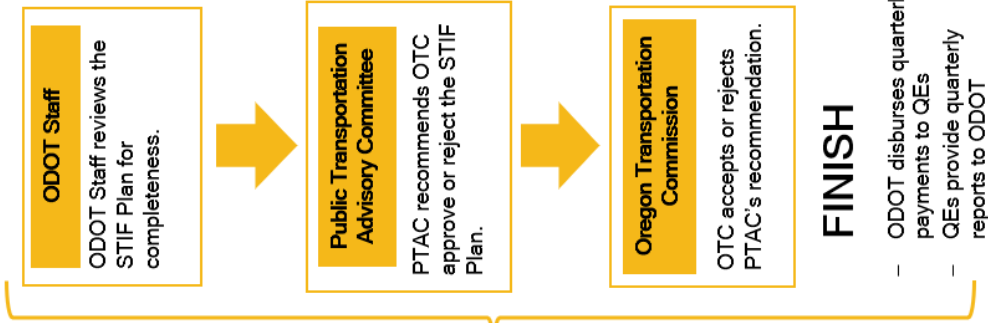 ODOT Staff
ODOT Staff reviews the
STIF Plan for
completeness.
Public Transportation
Advisory Committee
PTAC recommends OTC
approve or reject the STIF
Plan.
Oregon Transportation
Commission
OTC accepts or rejects
PTAC's recommendation.
FINISH
– ODOT disburses quarterl
payments to QEs
– QEs provide quarterly
reports to ODOT